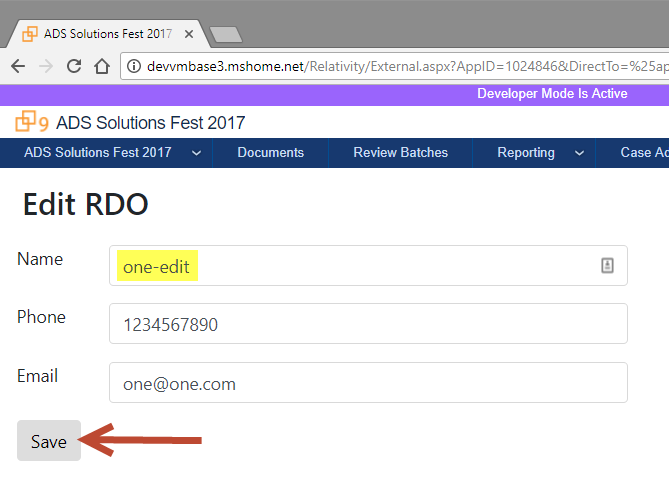 ADS Solutions Fest 2017
devvmbase3.mshome.net/Relativity/External.aspx?AppID=1024846&DirectTo=%25ap
Developer Mode Is Active
9 ADS Solutions Fest 2017
ADS Solutions Fest 2017 Documents Review Batches Reporting Case Ac
Edit RDO
Name one-edit
Phone 1234567890
Email one@one.com
Save